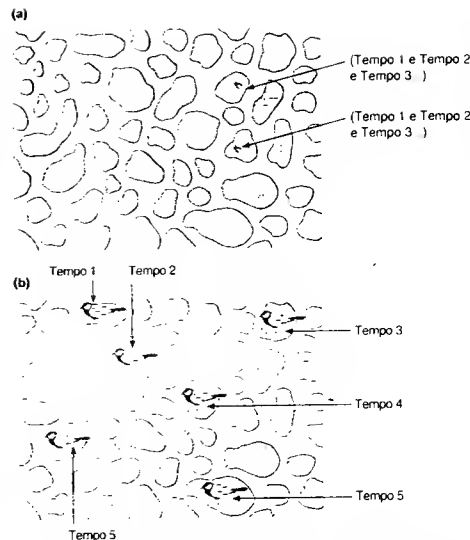 (a)
(Tempo 1 e Tempo 2
e Tempo 3...)
(Tempo 1 e Tempo 2
e Tempo 3...)
(b)
Tempo 1
Tempo 2
Tempo 3
Tempo 4
Tempo 5
Tempo 5